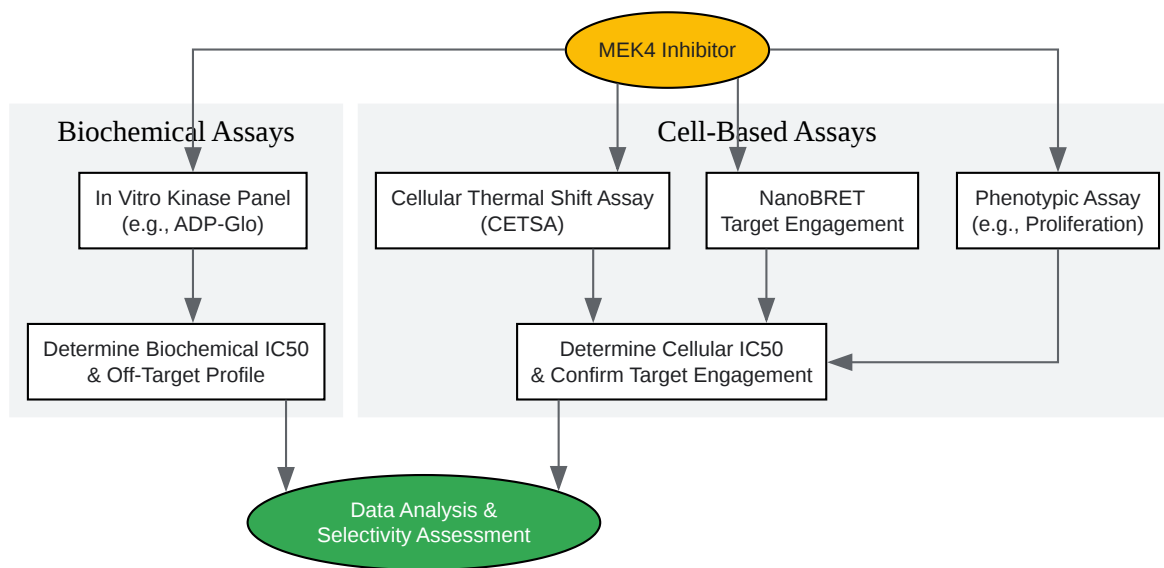 MEK4 Inhibitor
Biochemical Assays
Cell-Based Assays
In Vitro Kinase Panel
(e.g., ADP-Glo)
Cellular Thermal Shift Assay
(CETSA)
NanoBRET
Target Engagement
Phenotypic Assay
(e.g., Proliferation)
Determine Biochemical IC50
& Off-Target Profile
Determine Cellular IC50
& Confirm Target Engagement
Data Analysis &
Selectivity Assessment